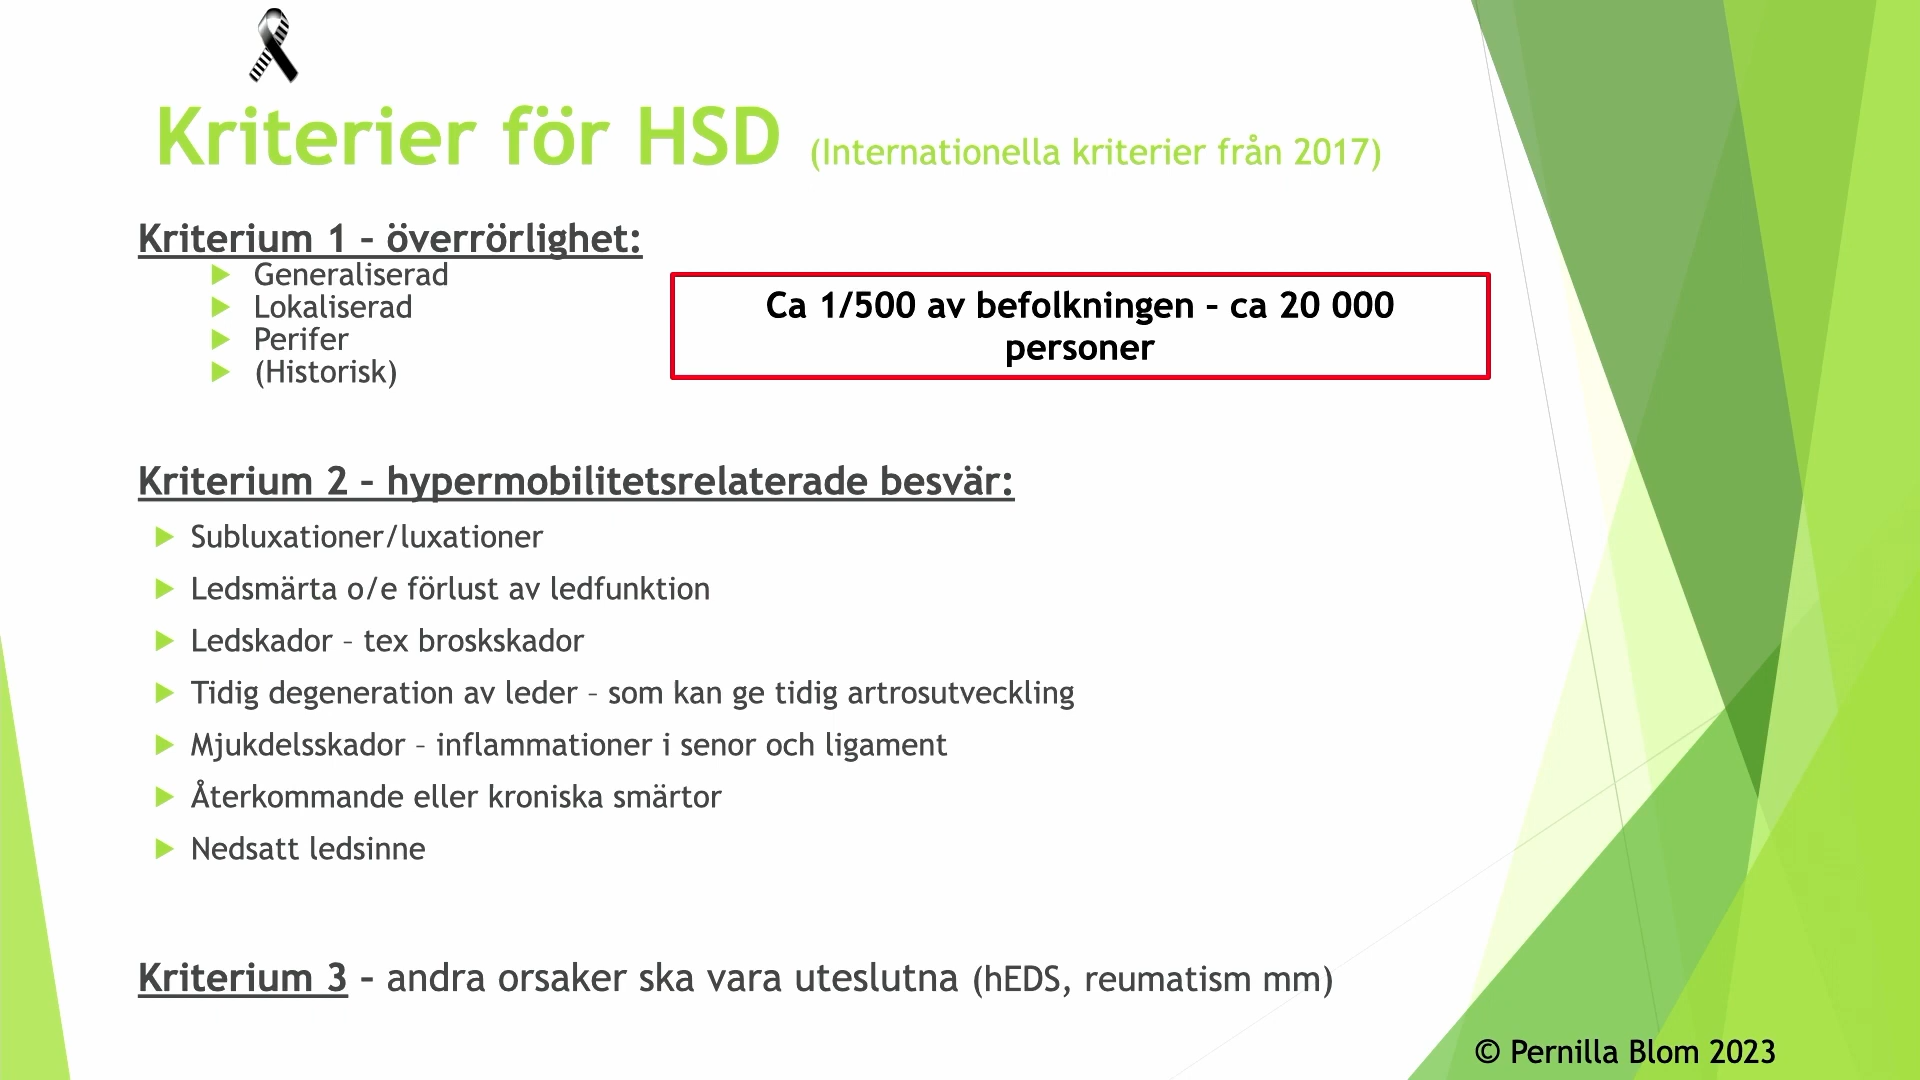 Kriterier för HSD (Internationella kriterier från 2017)
Kriterium 1 – överrörlighet:
Generaliserad
Lokaliserad
Perifer
(Historisk)
Ca 1/500 av befolkningen – ca 20 000
personer
Kriterium 2 – hypermobilitetsrelaterade besvär:
Subluxationer/luxationer
Ledsmärta o/e förlust av ledfunktion
Ledskador – tex broskskador
Tidig degeneration av leder – som kan ge tidig artrosutveckling
Mjukdelsskador – inflammationer i senor och ligament
Återkommande eller kroniska smärtor
Nedsatt ledsinne
Kriterium 3 – andra orsaker ska vara uteslutna (hEDS, reumatism mm)
© Pernilla Blom 2023